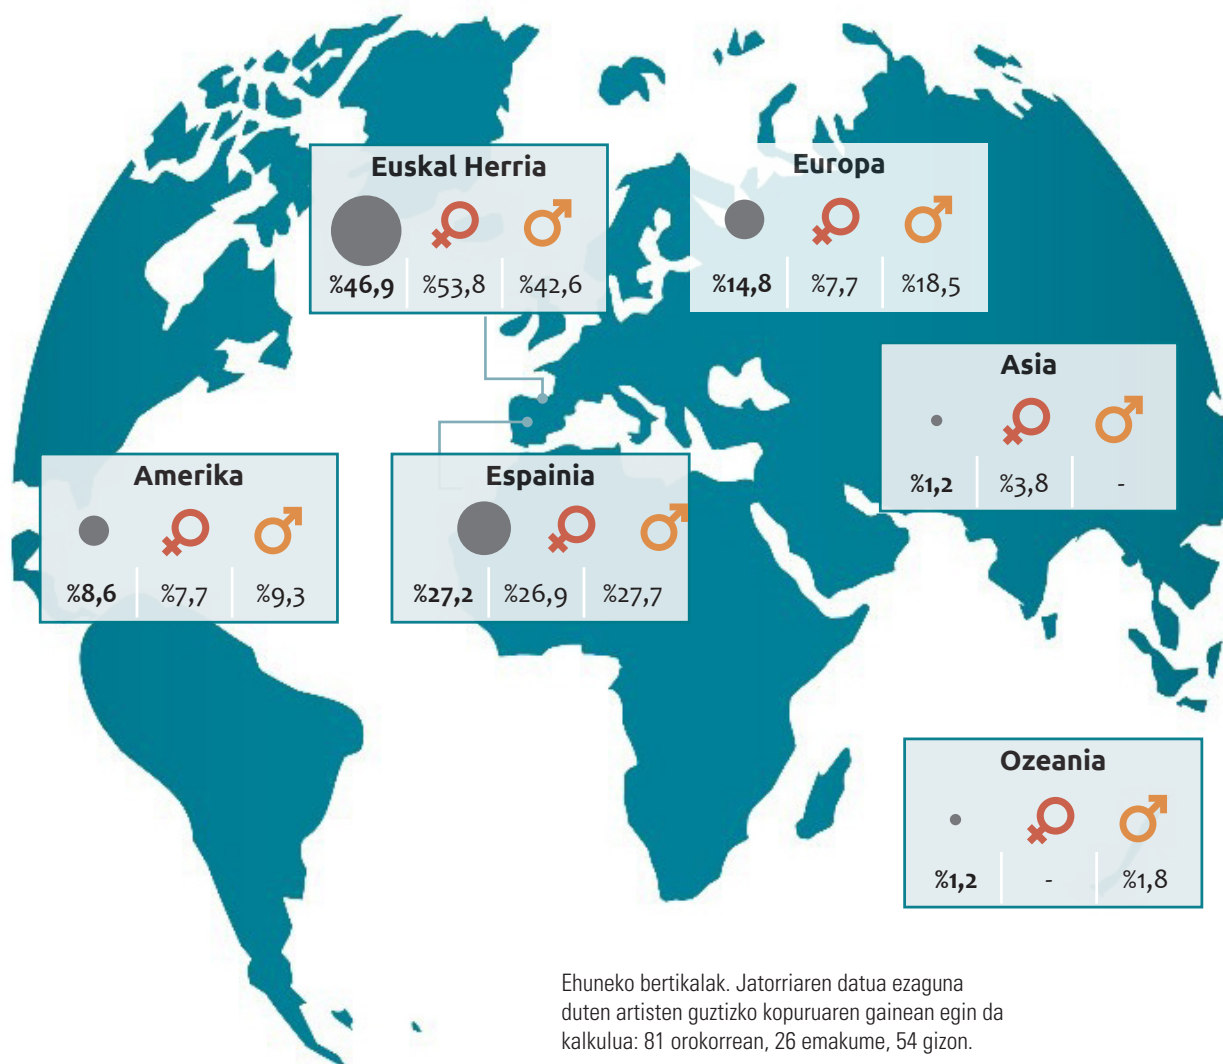 Euskal Herria
%46,9 %53,8 %42,6
Europa
%14,8 %7,7 %18,5
Asia
%1,2 %3,8 -
Amerika
%8,6 %7,7 %9,3
Espainia
%27,2 %26,9 %27,7
Ozeania
%1,2 - %1,8
Ehuneko bertikalak. Jatorriaren datua ezaguna
duten artisten guztizko kopuruaren gainean egin da
kalkulua: 81 orokorrean, 26 emakume, 54 gizon.